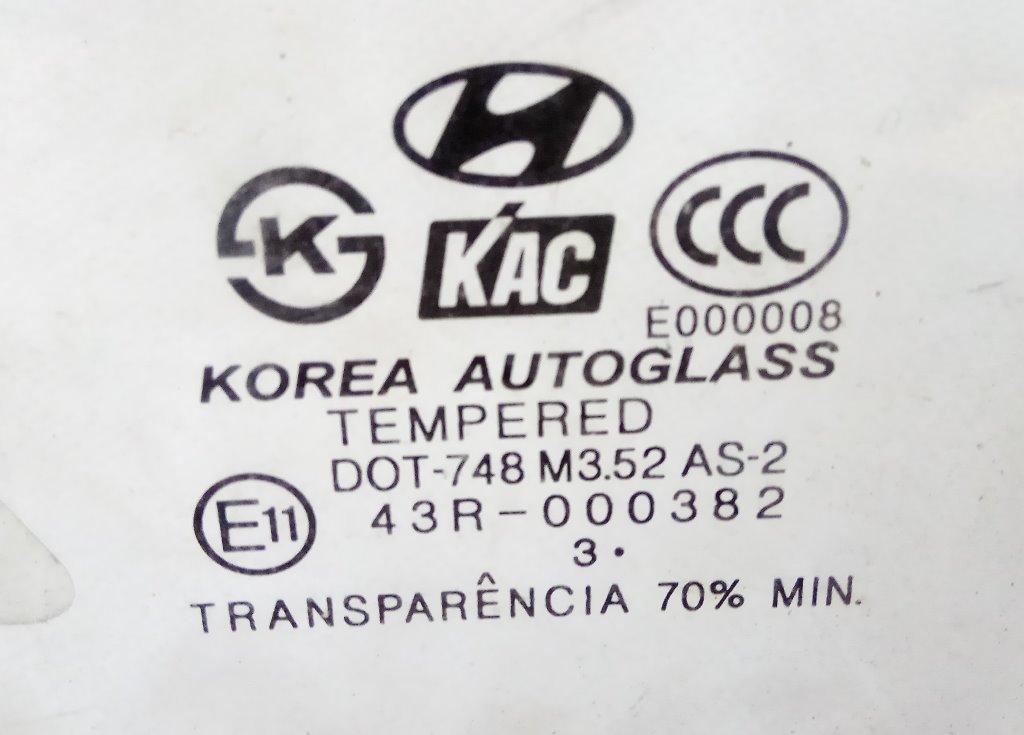 K
KAC
CCC
E000008
KOREA AUTOGLASS
TEMPERED
DOT-748 M3.52 AS-2
E11
43R-000382
3 •
TRANSPARÊNCIA 70% MIN.